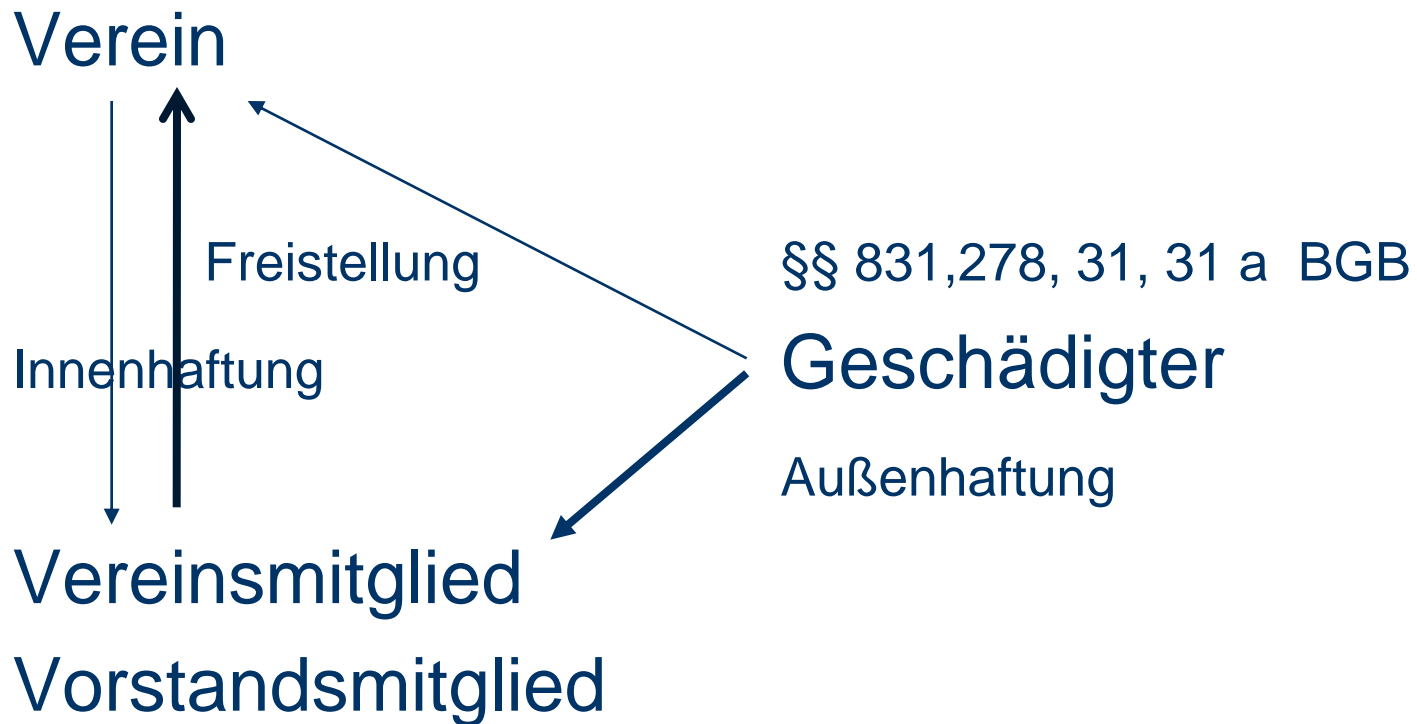 Verein
Freistellung
§§ 831,278, 31, 31 a BGB
Innenhaftung
Geschädigter
Außenhaftung
Vereinsmitglied
Vorstandsmitglied